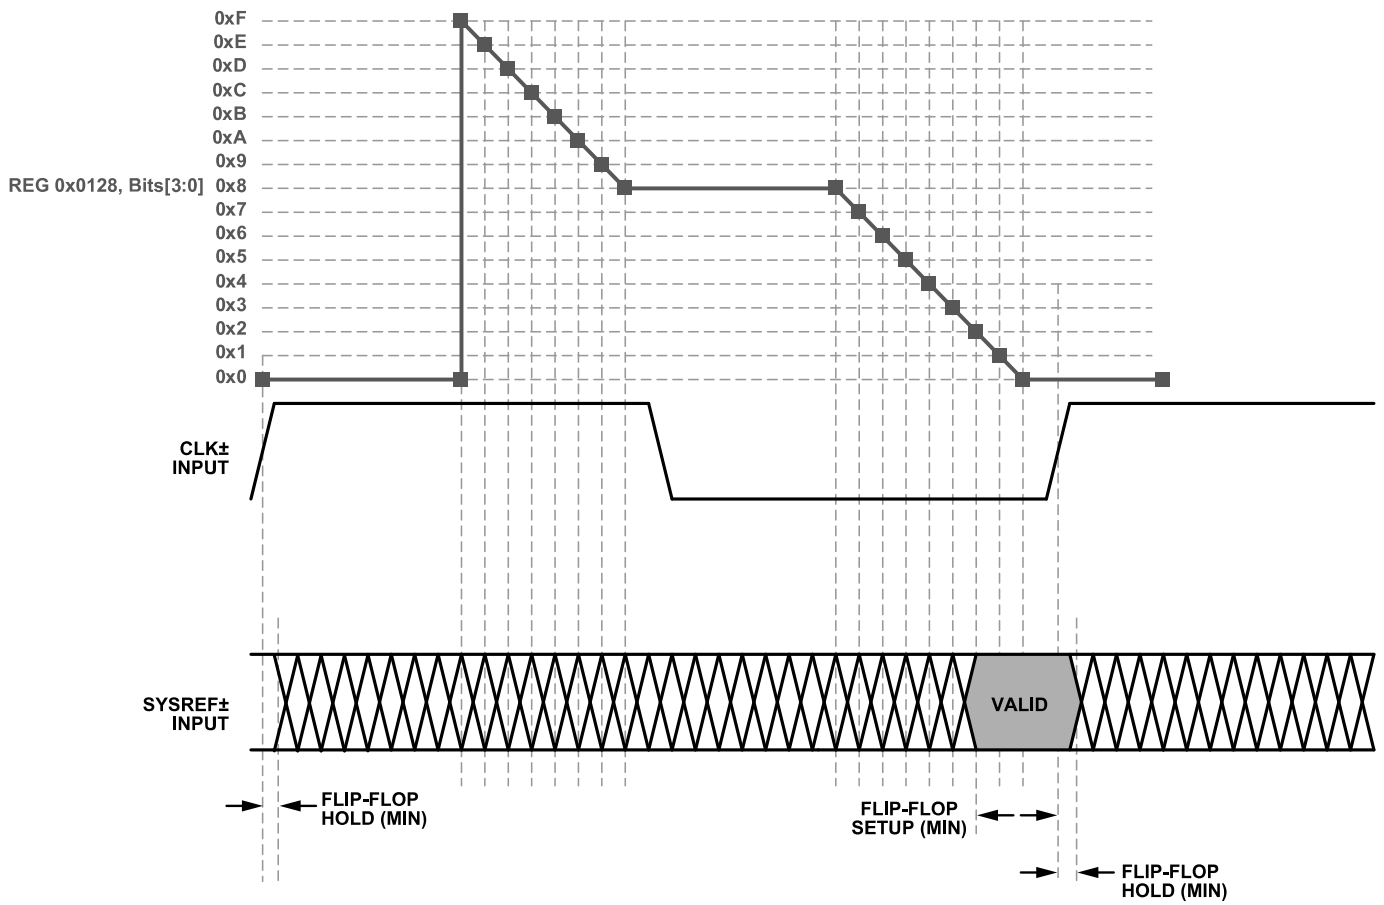 0xF
0xE
0xD
0xC
0xB
0xA
0x9
REG 0x0128, Bits[3:0] 0x8
0x7
0x6
0x5
0x4
0x3
0x2
0x1
0x0
CLK±
INPUT
SYSREF±
INPUT
VALID
FLIP-FLOP
HOLD (MIN)
FLIP-FLOP
SETUP (MIN)
FLIP-FLOP
HOLD (MIN)